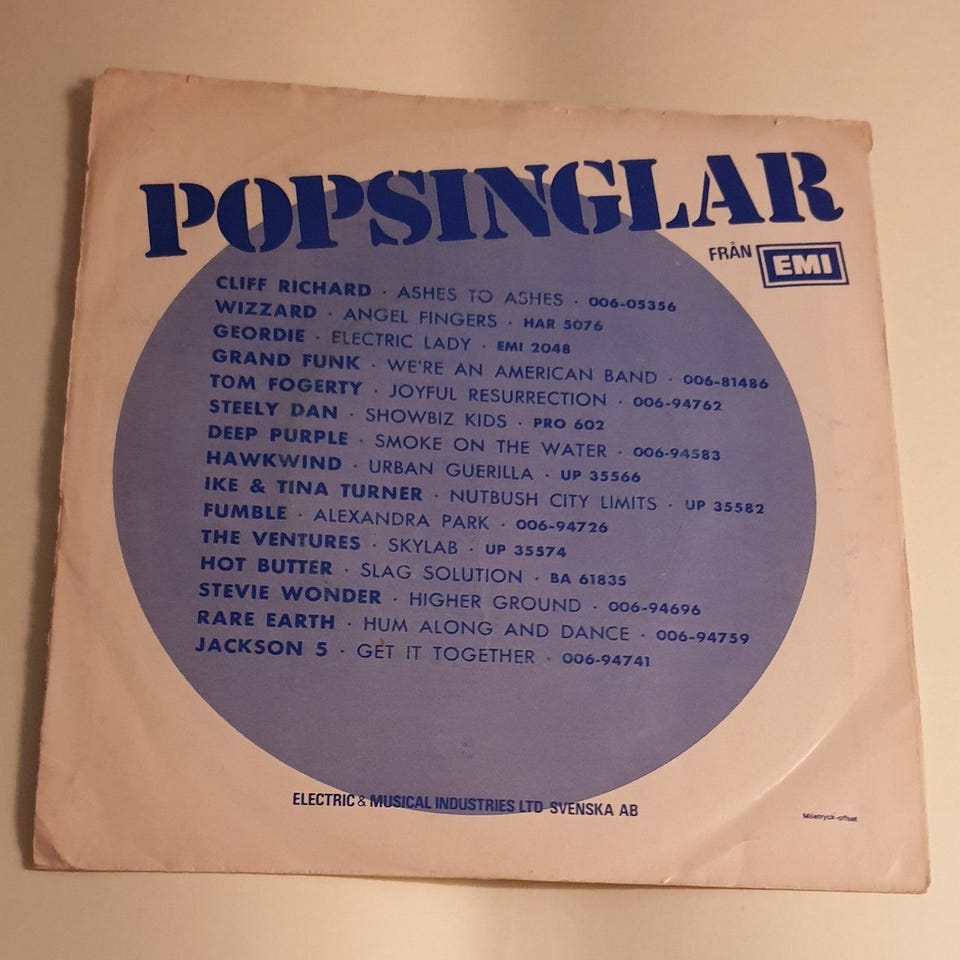 POPSINGLAR
FRÅN EMI
CLIFF RICHARD · ASHES TO ASHES · 006-05356
WIZZARD · ANGEL FINGERS · HAR 5076
GEORDIE · ELECTRIC LADY · EMI 2048
GRAND FUNK · WE'RE AN AMERICAN BAND · 006-81486
TOM FOGERTY · JOYFUL RESURRECTION · 006-94762
STEELY DAN · SHOWBIZ KIDS · PRO 602
DEEP PURPLE · SMOKE ON THE WATER · 006-94583
HAWKWIND · URBAN GUERILLA · UP 35566
IKE & TINA TURNER · NUTBUSH CITY LIMITS · UP 35582
FUMBLE · ALEXANDRA PARK · 006-94726
THE VENTURES · SKYLAB · UP 35574
HOT BUTTER · SLAG SOLUTION · BA 61835
STEVIE WONDER · HIGHER GROUND · 006-94696
RARE EARTH · HUM ALONG AND DANCE · 006-94759
JACKSON 5 · GET IT TOGETHER · 006-94741
ELECTRIC & MUSICAL INDUSTRIES LTD SVENSKA AB